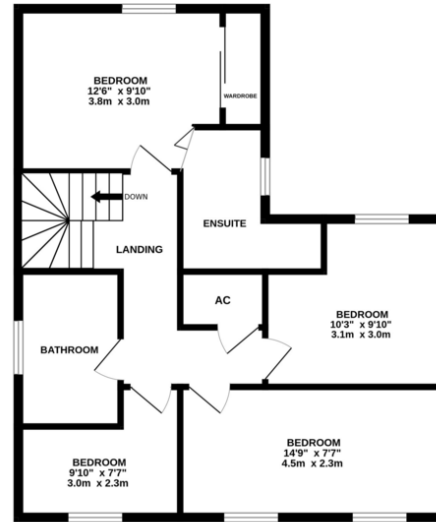 BEDROOM
12'6" x 9'10"
3.8m x 3.0m
WARDROBE
DOWN
ENSUITE
LANDING
AC
BEDROOM
10'3" x 9'10"
3.1m x 3.0m
BATHROOM
BEDROOM
14'9" x 7'7"
4.5m x 2.3m
BEDROOM
9'10" x 7'7"
3.0m x 2.3m